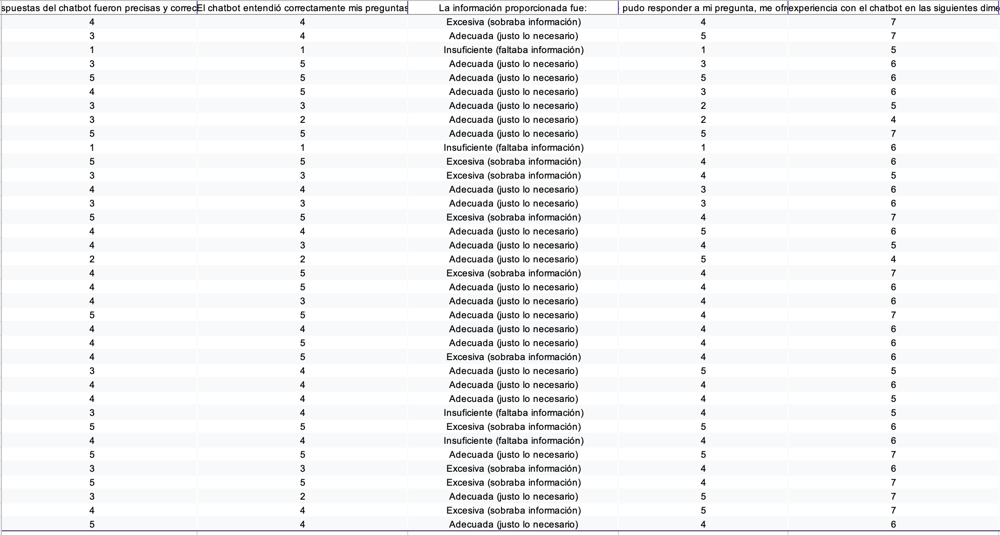 spuestas del chatbot fueron precisas y correc El chatbot entendió correctamente mis preguntas La información proporcionada fue: pudo responder a mi pregunta, me ofr experiencia con el chatbot en las siguientes dime
4 4 Excesiva (sobraba información) 4 7
3 4 Adecuada (justo lo necesario) 5 7
1 1 Insuficiente (faltaba información) 1 5
3 5 Adecuada (justo lo necesario) 3 6
5 5 Adecuada (justo lo necesario) 5 6
4 5 Adecuada (justo lo necesario) 3 6
3 3 Adecuada (justo lo necesario) 2 5
3 2 Adecuada (justo lo necesario) 2 4
5 5 Adecuada (justo lo necesario) 5 7
1 1 Insuficiente (faltaba información) 1 6
5 5 Excesiva (sobraba información) 4 6
3 3 Excesiva (sobraba información) 4 5
4 4 Adecuada (justo lo necesario) 3 6
3 3 Adecuada (justo lo necesario) 3 6
5 5 Excesiva (sobraba información) 4 7
4 4 Adecuada (justo lo necesario) 5 6
4 3 Adecuada (justo lo necesario) 4 5
2 2 Adecuada (justo lo necesario) 5 4
4 5 Excesiva (sobraba información) 4 7
4 5 Adecuada (justo lo necesario) 4 6
4 3 Adecuada (justo lo necesario) 4 6
5 5 Adecuada (justo lo necesario) 4 7
4 4 Adecuada (justo lo necesario) 4 6
4 5 Adecuada (justo lo necesario) 4 6
4 5 Excesiva (sobraba información) 4 6
3 4 Adecuada (justo lo necesario) 5 5
4 4 Adecuada (justo lo necesario) 4 6
4 4 Adecuada (justo lo necesario) 4 5
3 4 Insuficiente (faltaba información) 4 5
5 5 Excesiva (sobraba información) 5 6
4 4 Insuficiente (faltaba información) 4 6
5 5 Adecuada (justo lo necesario) 5 7
3 3 Excesiva (sobraba información) 4 6
5 5 Excesiva (sobraba información) 4 7
3 2 Adecuada (justo lo necesario) 5 7
4 4 Excesiva (sobraba información) 5 7
5 4 Adecuada (justo lo necesario) 4 6